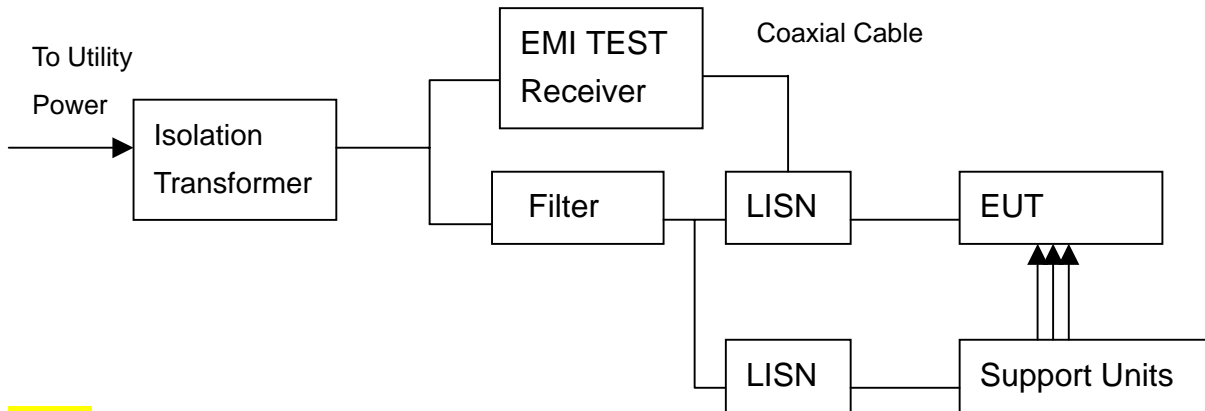 To Utility
Power
Isolation
Transformer
EMI TEST
Receiver
Coaxial Cable
Filter
LISN
EUT
LISN
Support Units